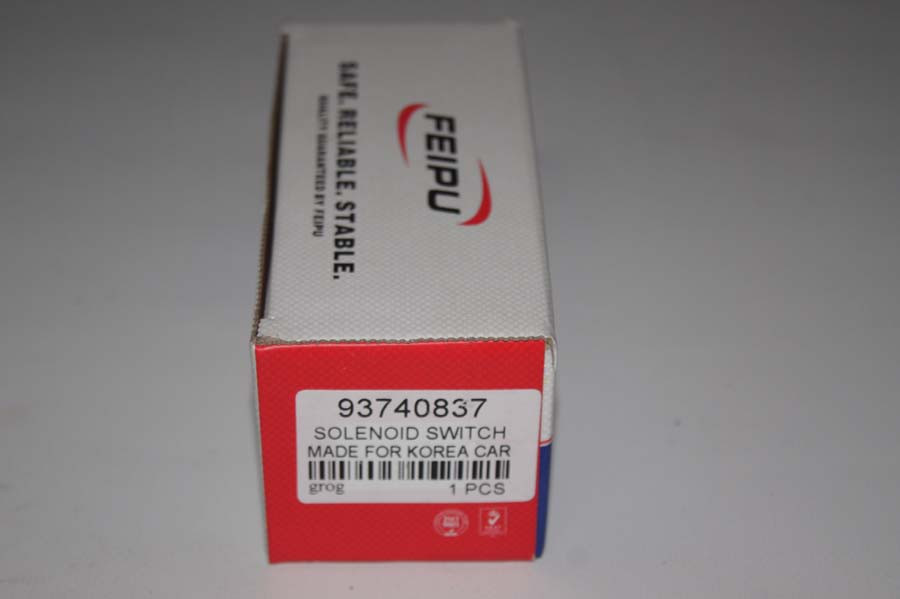 FEIPU
SAFE. RELIABLE. STABLE.
QUALITY GUARANTEED BY FEIPU
93740837
SOLENOID SWITCH
MADE FOR KOREA CAR
grog
1 PCS